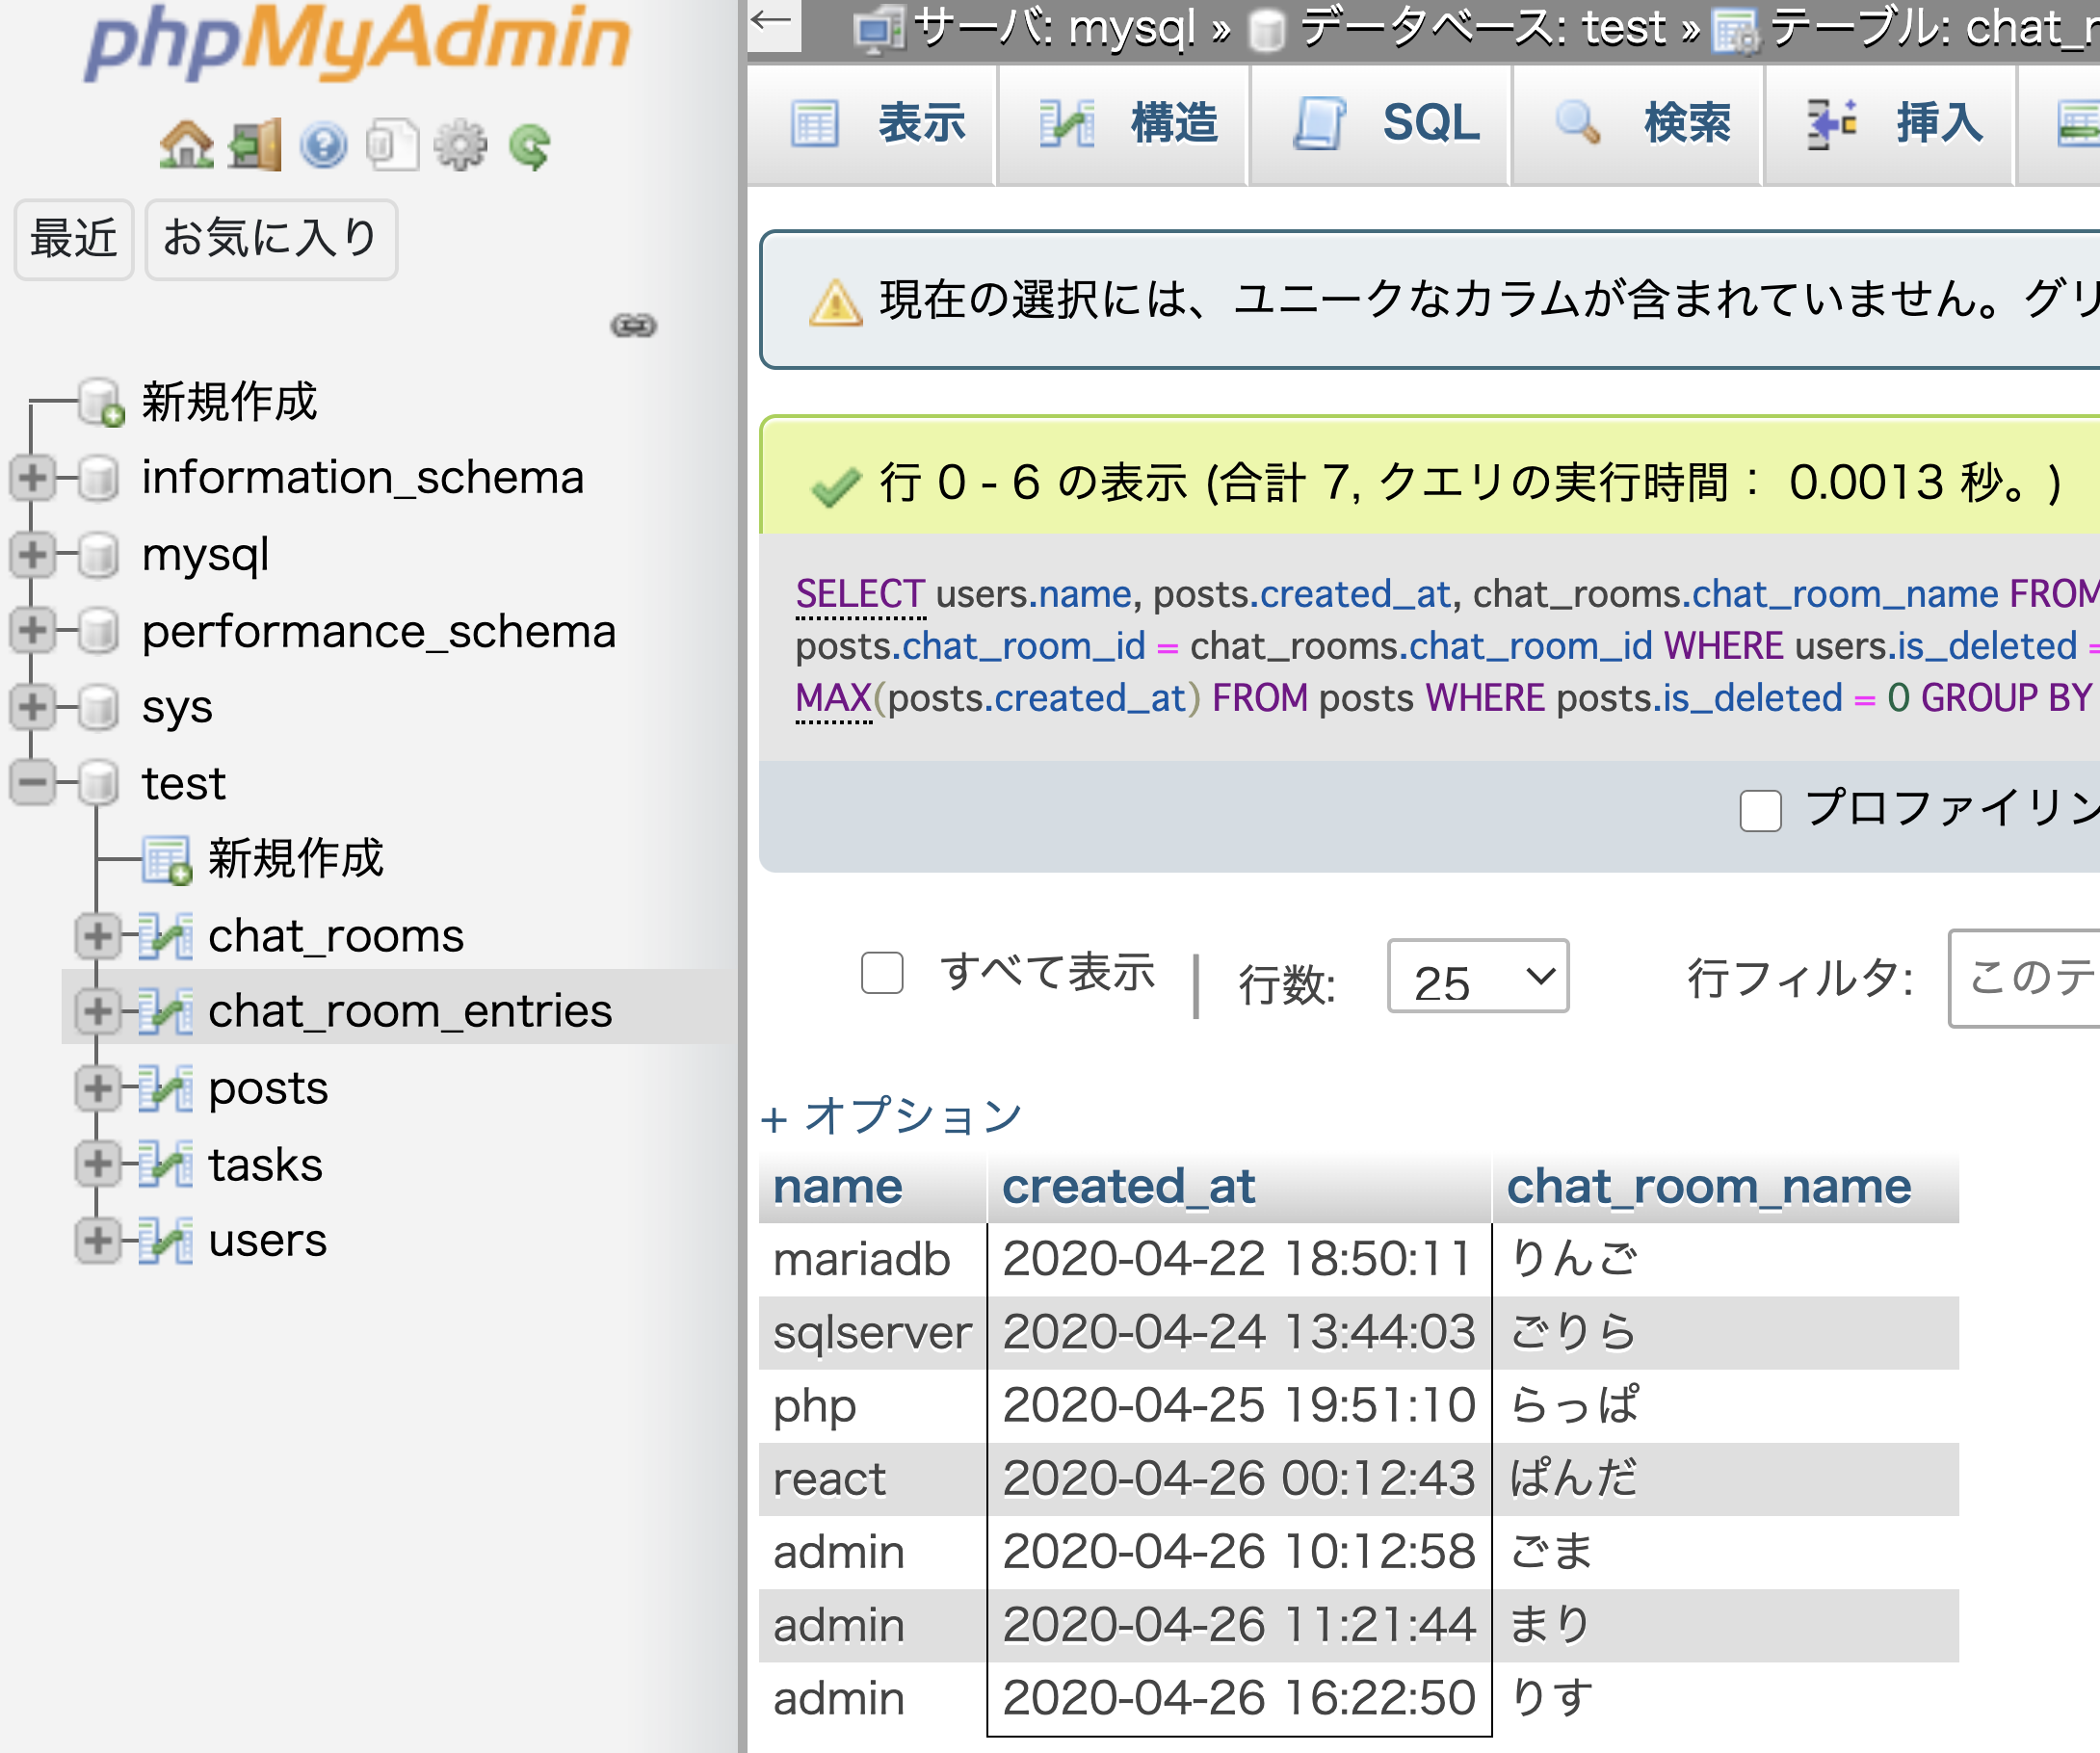 phpMyAdmin
最近 お気に入り
新規作成
information_schema
mysql
performance_schema
sys
test
新規作成
chat_rooms
chat_room_entries
posts
tasks
users
サーバ: mysql » データベース: test » テーブル: chat_r
表示 構造 SQL 検索 挿入
現在の選択には、ユニークなカラムが含まれていません。グリ
行 0 - 6 の表示 (合計 7, クエリの実行時間： 0.0013 秒。)
SELECT users.name, posts.created_at, chat_rooms.chat_room_name FROM
posts.chat_room_id = chat_rooms.chat_room_id WHERE users.is_deleted =
MAX(posts.created_at) FROM posts WHERE posts.is_deleted = 0 GROUP BY
プロファイリン
すべて表示 | 行数: 25 行フィルタ: このテ
+ オプション
name created_at chat_room_name
mariadb 2020-04-22 18:50:11 りんご
sqlserver 2020-04-24 13:44:03 ごりら
php 2020-04-25 19:51:10 らっぱ
react 2020-04-26 00:12:43 ぱんだ
admin 2020-04-26 10:12:58 ごま
admin 2020-04-26 11:21:44 まり
admin 2020-04-26 16:22:50 りす